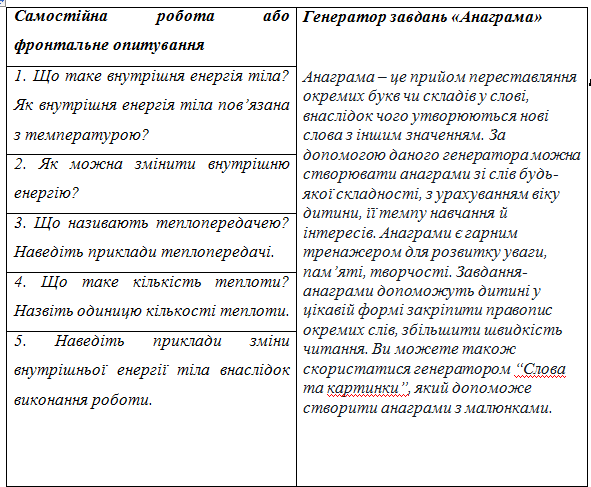 Самостійна робота або
фронтальне опитування
1. Що таке внутрішня енергія тіла?
Як внутрішня енергія тіла пов’язана
з температурою?
2. Як можна змінити внутрішню
енергію?
3. Що називають теплопередачею?
Наведіть приклади теплопередачі.
4. Що таке кількість теплоти?
Назвіть одиницю кількості теплоти.
5. Наведіть приклади зміни
внутрішньої енергії тіла внаслідок
виконання роботи.
Генератор завдань «Анаграма»
Анаграма – це прийом переставляння
окремих букв чи складів у слові,
внаслідок чого утворюються нові
слова з іншим значенням. За
допомогою даного генератора можна
створювати анаграми зі слів будь-
якої складності, з урахуванням віку
дитини, її темпу навчання й
інтересів. Анаграми є гарним
тренажером для розвитку уваги,
пам’яті, творчості. Завдання-
анаграми допоможуть дитині у
цікавій формі закріпити правопис
окремих слів, збільшити швидкість
читання. Ви можете також
скористатися генератором “Слова
та картинки”, який допоможе
створити анаграми з малюнками.